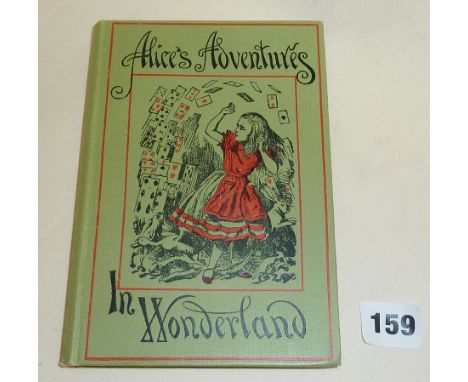 Alice's Adventures
In Wonderland
159